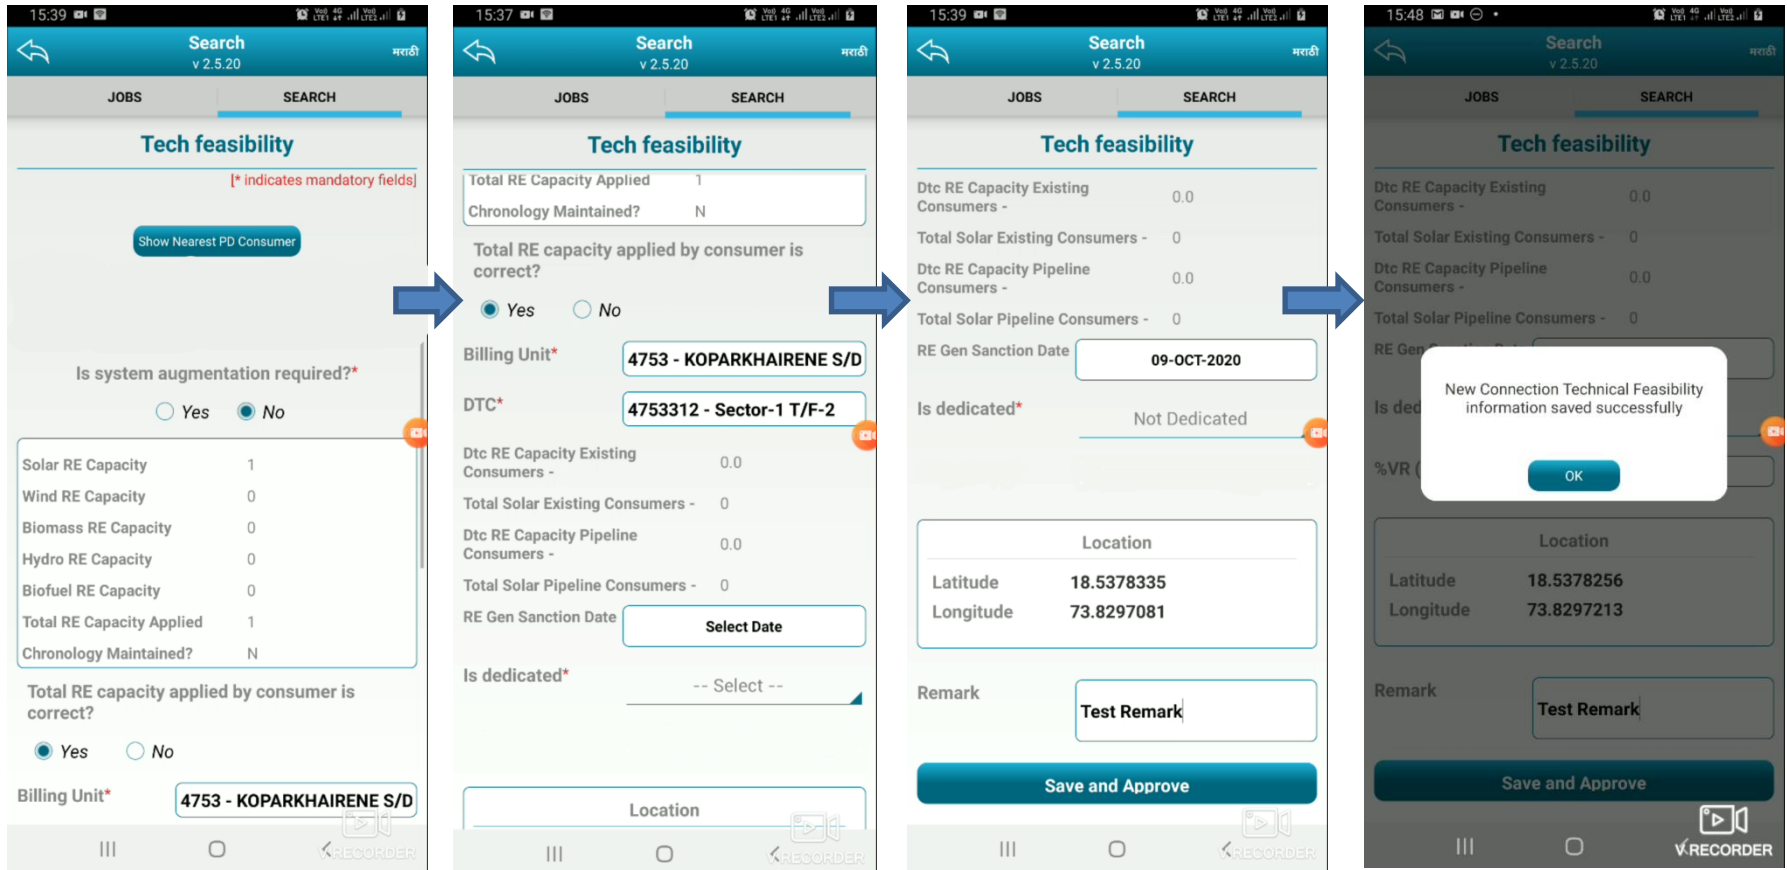 15:39
VoB 4G LTE1 LTE2
Search
v 2.5.20
मराठी
JOBS SEARCH
Tech feasibility
[* indicates mandatory fields]
Show Nearest PD Consumer
Is system augmentation required?*
Yes No
Solar RE Capacity 1
Wind RE Capacity 0
Biomass RE Capacity 0
Hydro RE Capacity 0
Biofuel RE Capacity 0
Total RE Capacity Applied 1
Chronology Maintained? N
Total RE capacity applied by consumer is
correct?
Yes No
Billing Unit* 4753 - KOPARKHAIRENE S/D
VRECORDER
15:37
Search
v 2.5.20
मराठी
JOBS SEARCH
Tech feasibility
Total RE Capacity Applied 1
Chronology Maintained? N
Total RE capacity applied by consumer is
correct?
Yes No
Billing Unit* 4753 - KOPARKHAIRENE S/D
DTC* 4753312 - Sector-1 T/F-2
Dtc RE Capacity Existing
Consumers - 0.0
Total Solar Existing Consumers - 0
Dtc RE Capacity Pipeline
Consumers - 0.0
Total Solar Pipeline Consumers - 0
RE Gen Sanction Date Select Date
Is dedicated* -- Select --
Location
VRECORDER
15:39
Search
v 2.5.20
मराठी
JOBS SEARCH
Tech feasibility
Dtc RE Capacity Existing
Consumers - 0.0
Total Solar Existing Consumers - 0
Dtc RE Capacity Pipeline
Consumers - 0.0
Total Solar Pipeline Consumers - 0
RE Gen Sanction Date 09-OCT-2020
Is dedicated* Not Dedicated
Location
Latitude 18.5378335
Longitude 73.8297081
Remark Test Remark
Save and Approve
VRECORDER
15:48
Search
v 2.5.20
मराठी
JOBS SEARCH
Tech feasibility
Dtc RE Capacity Existing
Consumers - 0.0
Total Solar Existing Consumers - 0
Dtc RE Capacity Pipeline
Consumers - 0.0
Total Solar Pipeline Consumers - 0
RE Gen
New Connection Technical Feasibility
information saved successfully
Is ded
%VR (
OK
Location
Latitude 18.5378256
Longitude 73.8297213
Remark Test Remark
Save and Approve
VRECORDER